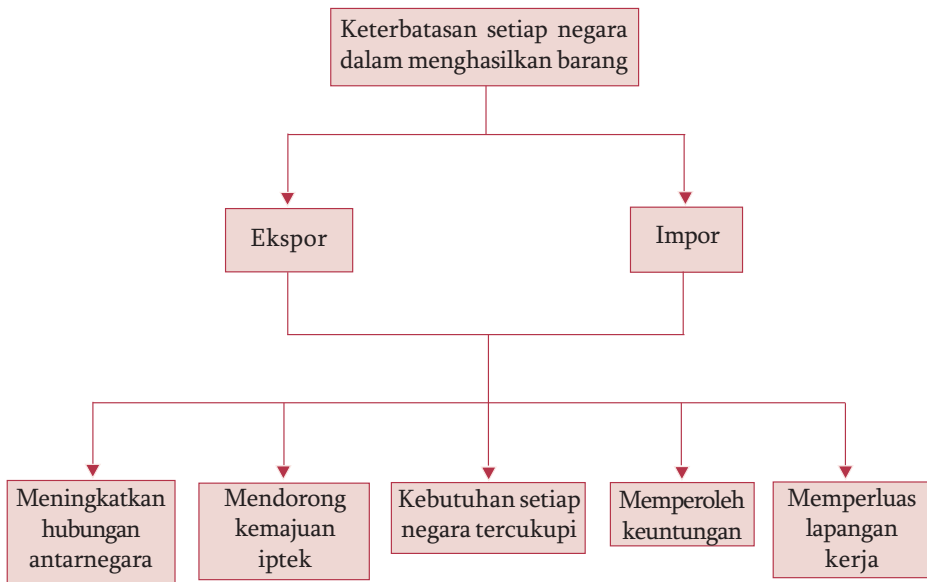 Keterbatasan setiap negara
dalam menghasilkan barang
Ekspor
Impor
Meningkatkan
hubungan
antarnegara
Mendorong
kemajuan
iptek
Kebutuhan setiap
negara tercukupi
Memperoleh
keuntungan
Memperluas
lapangan
kerja